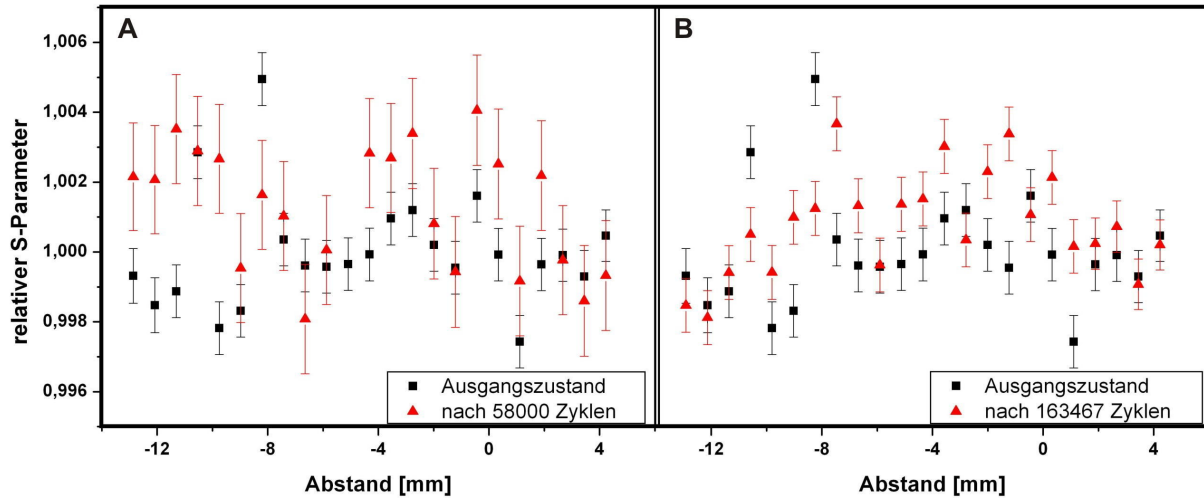 A
B
relativer S-Parameter
1,006
1,004
1,002
1,000
0,998
0,996
Ausgangszustand
nach 58000 Zyklen
Ausgangszustand
nach 163467 Zyklen
-12 -8 -4 0 4
-12 -8 -4 0 4
Abstand [mm]
Abstand [mm]